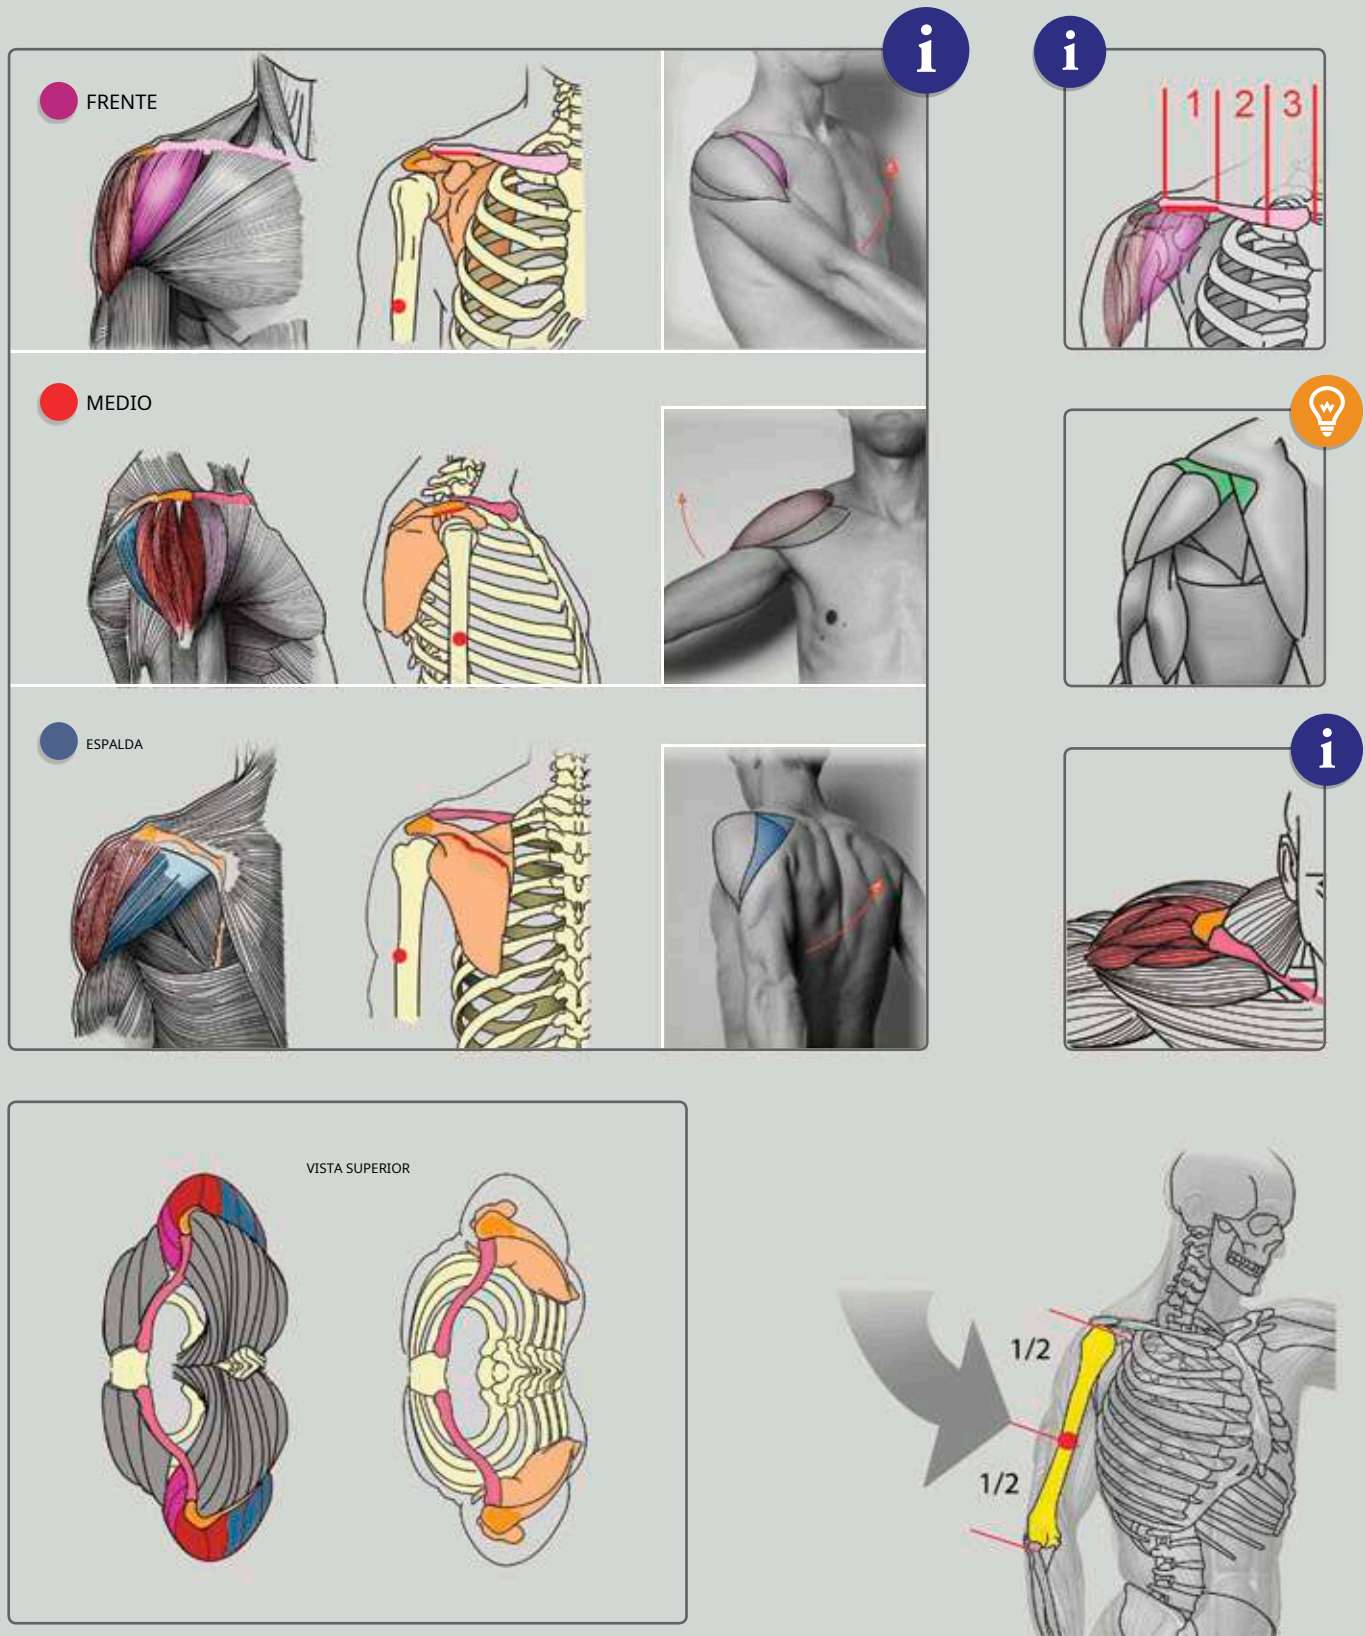 i
i
FRENTE
1 2 3
MEDIO
ESPALDA
i
VISTA SUPERIOR
1/2
1/2